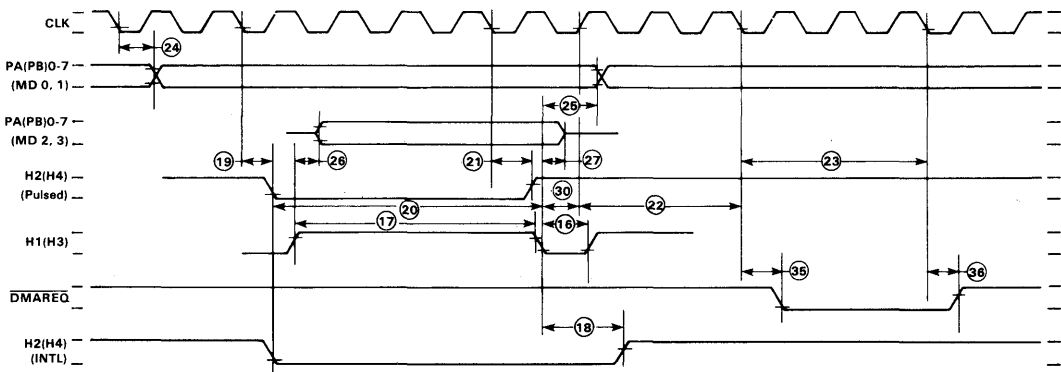 CLK
24
PA(PB)0-7
(MD 0, 1)
25
PA(PB)0-7
(MD 2, 3)
19
26
21
27
23
H2(H4)
(Pulsed)
30
20
22
17
16
H1(H3)
35
36
DMAREQ
18
H2(H4)
(INTL)